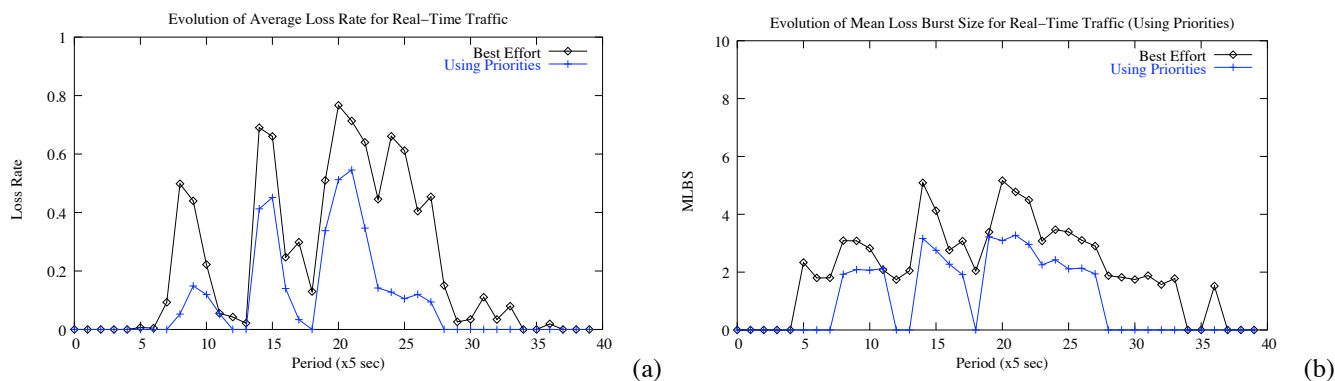 Evolution of Average Loss Rate for Real−Time Traffic
1
0.8
0.6
0.4
0.2
0
Loss Rate
Best Effort
Using Priorities
0 5 10 15 20 25 30 35 40
Period (x5 sec)
(a)
Evolution of Mean Loss Burst Size for Real−Time Traffic (Using Priorities)
10
8
6
4
2
0
MLBS
Best Effort
Using Priorities
0 5 10 15 20 25 30 35 40
Period (x5 sec)
(b)